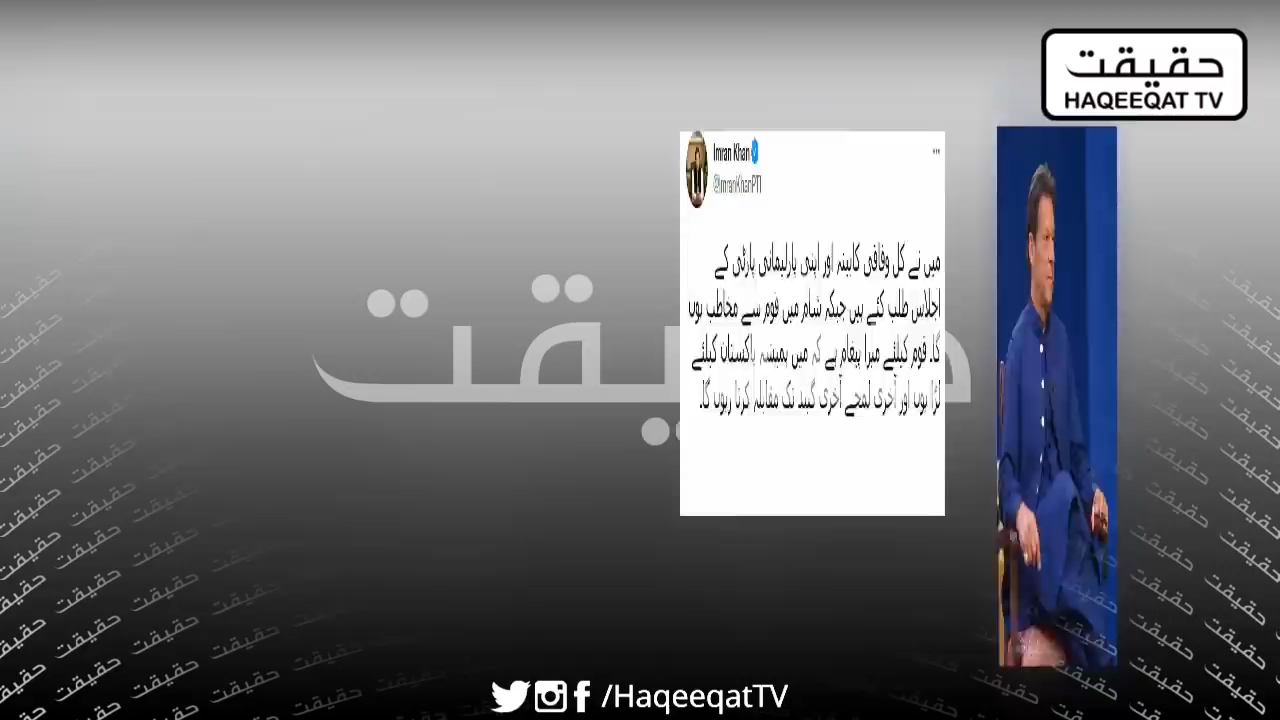 حقيقت
HAQEEQAT TV
Imran Khan
@ImranKhanPTI
میں نے کل وفاقی کابینہ اور اپنی پارلیمانی پارٹی کے
اجلاس طلب کئے ہیں جبکہ شام میں قوم سے مخاطب ہوں
گا۔ قوم کیلئے میرا پیغام ہے کہ میں ہمیشہ پاکستان کیلئے
لڑا ہوں اور آخری لمحے آخری گیند تک مقابلہ کرتا رہوں گا۔
حقيقت
/HaqeeqatTV